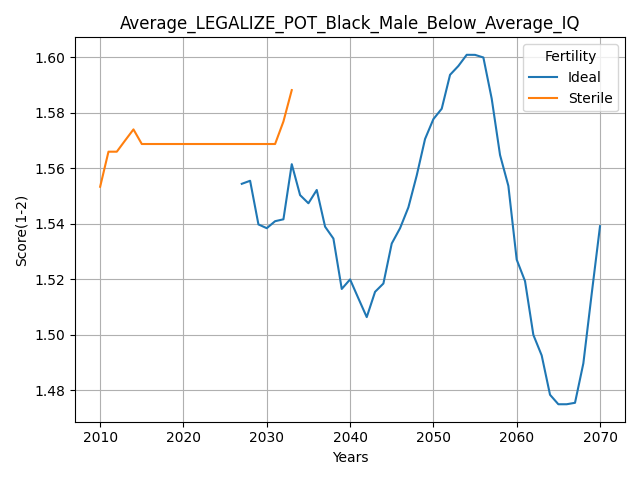 Average_LEGALIZE_POT_Black_Male_Below_Average_IQ
Score(1-2)
1.60
1.58
1.56
1.54
1.52
1.50
1.48
Fertility
Ideal
Sterile
2010 2020 2030 2040 2050 2060 2070
Years